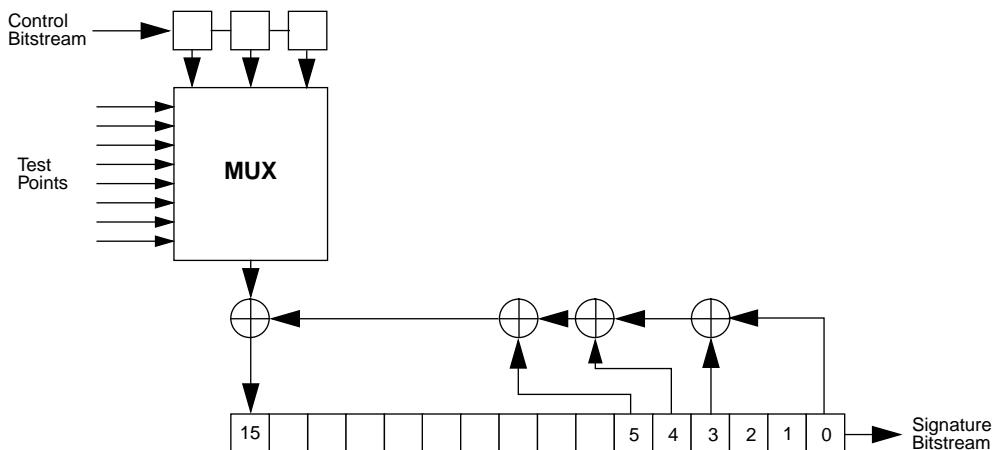 Control
Bitstream
Test
Points
MUX
15 5 4 3 2 1 0
Signature
Bitstream